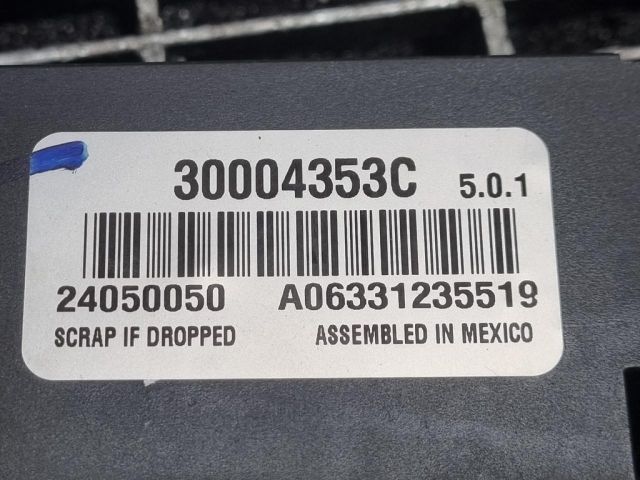 30004353C 5.0.1
24050050 A06331235519
SCRAP IF DROPPED ASSEMBLED IN MEXICO